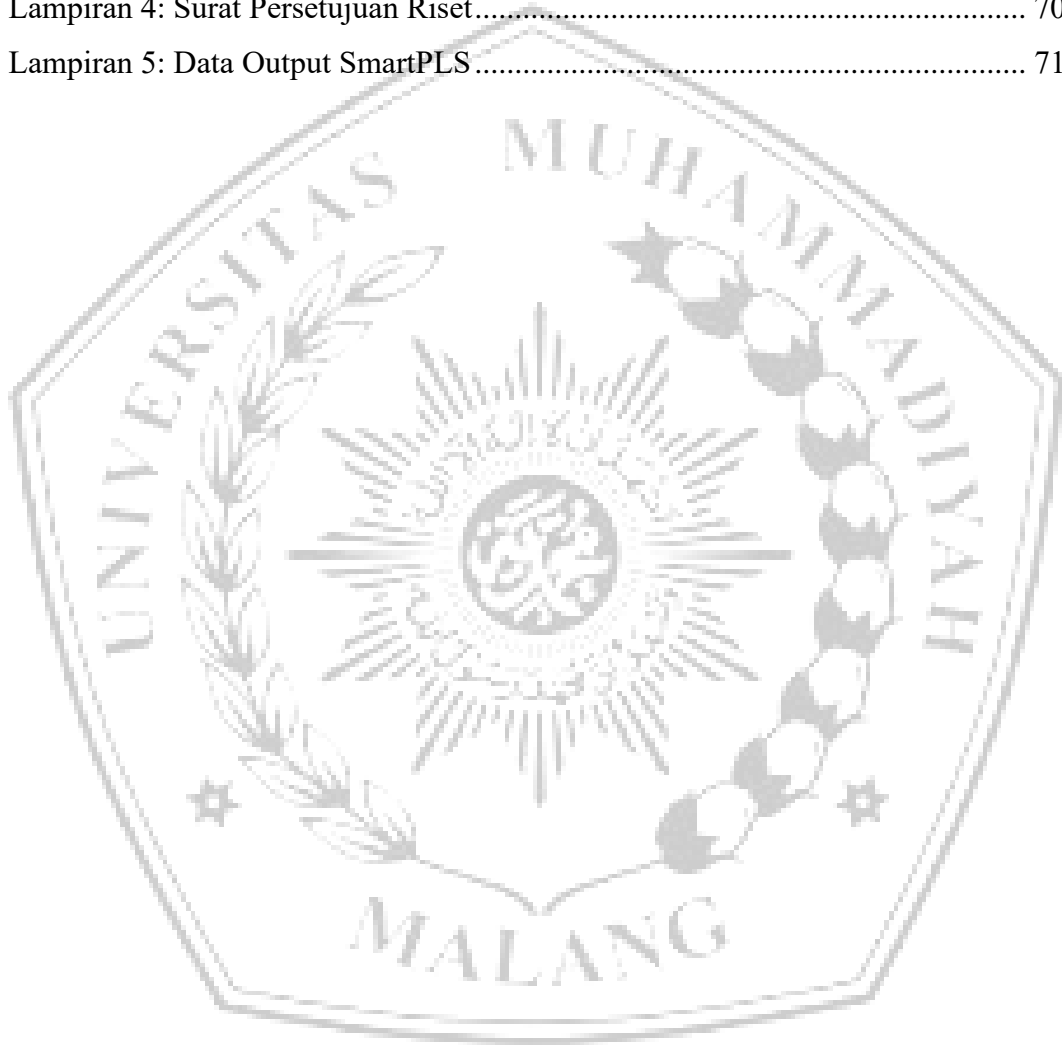 Lampiran 4: Surat Persetujuan Riset.................................................................. 70
Lampiran 5: Data Output SmartPLS.................................................................. 71
UNIVERSITAS MUHAMMADIYAH
MALANG